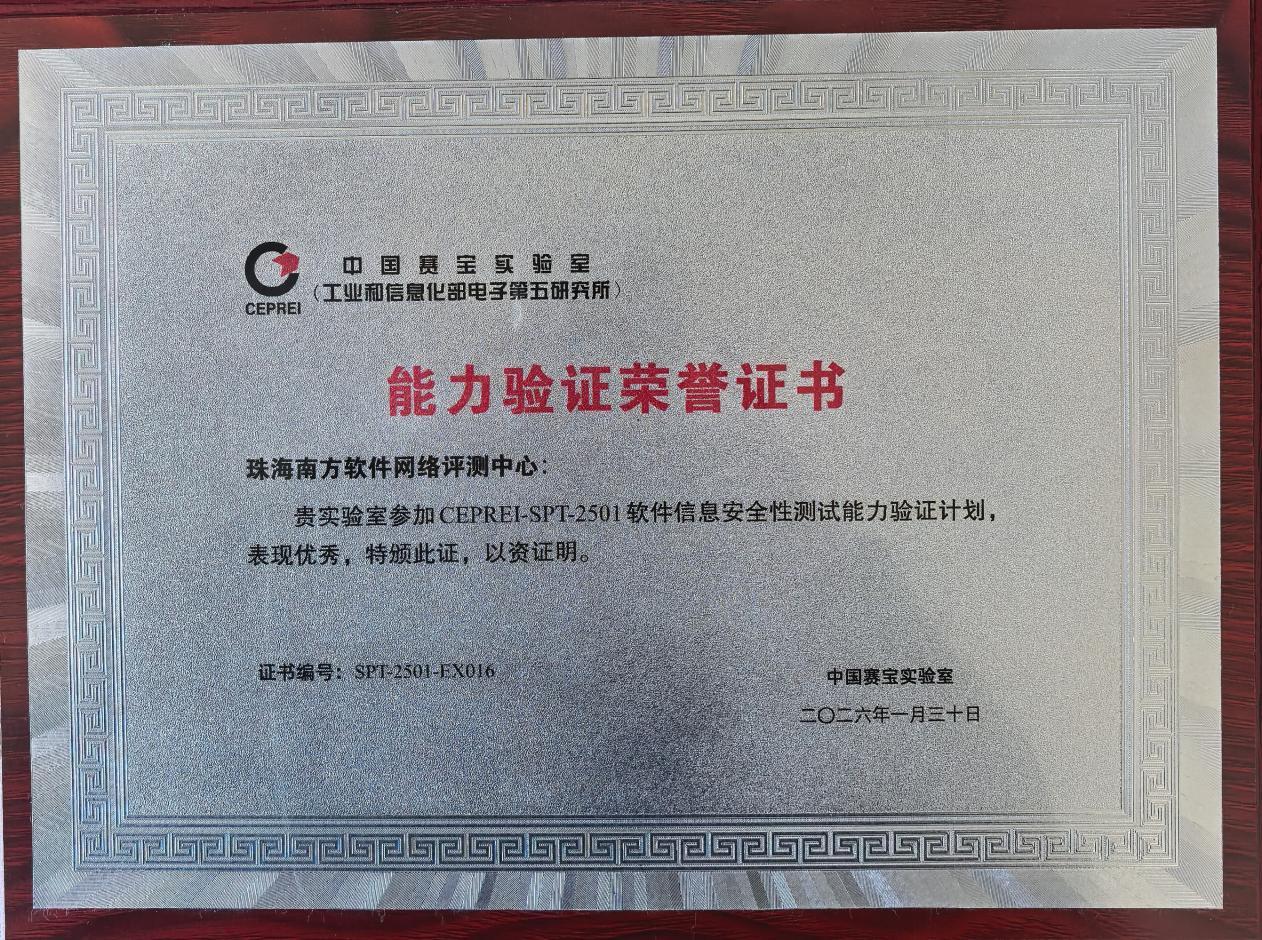 中国赛宝实验室
CEPREI
（工业和信息化部电子第五研究所）
能力验证荣誉证书
珠海南方软件网络评测中心：
贵实验室参加CEPREI-SPT-2501软件信息安全性测试能力验证计划，
表现优秀，特颁此证，以资证明。
证书编号：SPT-2501-EX016
中国赛宝实验室
二〇二六年一月三十日